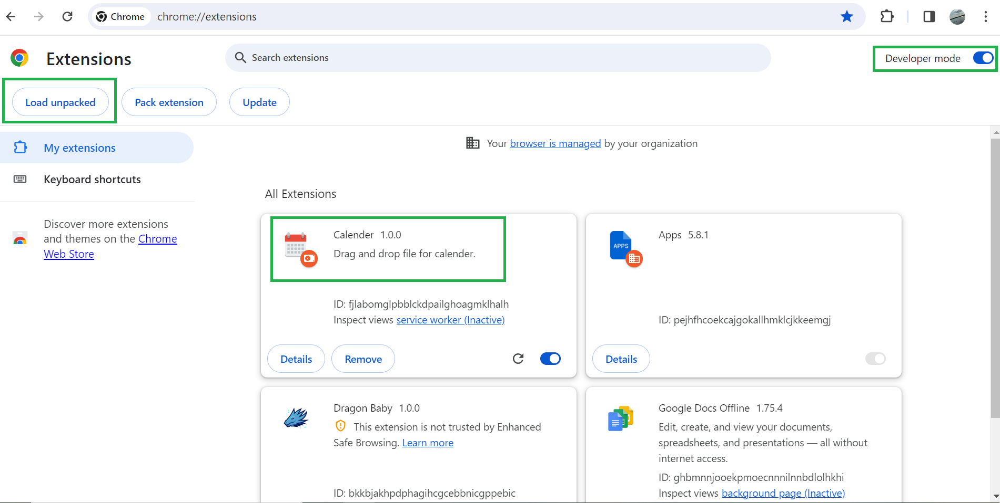 Chrome chrome://extensions
Extensions
Search extensions
Developer mode
Load unpacked
Pack extension
Update
My extensions
Keyboard shortcuts
Discover more extensions
and themes on the Chrome
Web Store
Your browser is managed by your organization
All Extensions
Calender 1.0.0
Drag and drop file for calender.
ID: fjlabomglpbblckdpailghoagmklhalh
Inspect views service worker (Inactive)
Details
Remove
APPS
Apps 5.8.1
ID: pejhfhcoekcajgokallhmklcjkkeemgj
Details
Dragon Baby 1.0.0
This extension is not trusted by Enhanced
Safe Browsing. Learn more
ID: bkkbjakhpdphagihcgcebbnicgppebic
Google Docs Offline 1.75.4
Edit, create, and view your documents,
spreadsheets, and presentations — all without
internet access.
ID: ghbmnnjooekpmoecnnnilnnbdlolhkhi
Inspect views background page (Inactive)